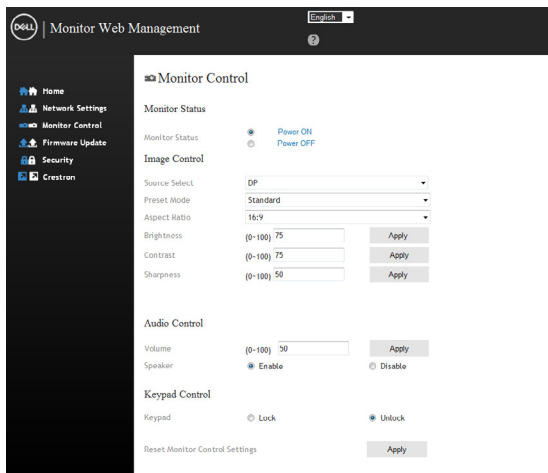 DELL
Monitor Web Management
English
?
Home
Network Settings
Monitor Control
Firmware Update
Security
Crestron
Monitor Control
Monitor Status
Monitor Status Power ON
Power OFF
Image Control
Source Select DP
Preset Mode Standard
Aspect Ratio 16:9
Brightness (0~100) 75 Apply
Contrast (0~100) 75 Apply
Sharpness (0~100) 50 Apply
Audio Control
Volume (0~100) 50 Apply
Speaker Enable Disable
Keypad Control
Keypad Lock Unlock
Reset Monitor Control Settings Apply